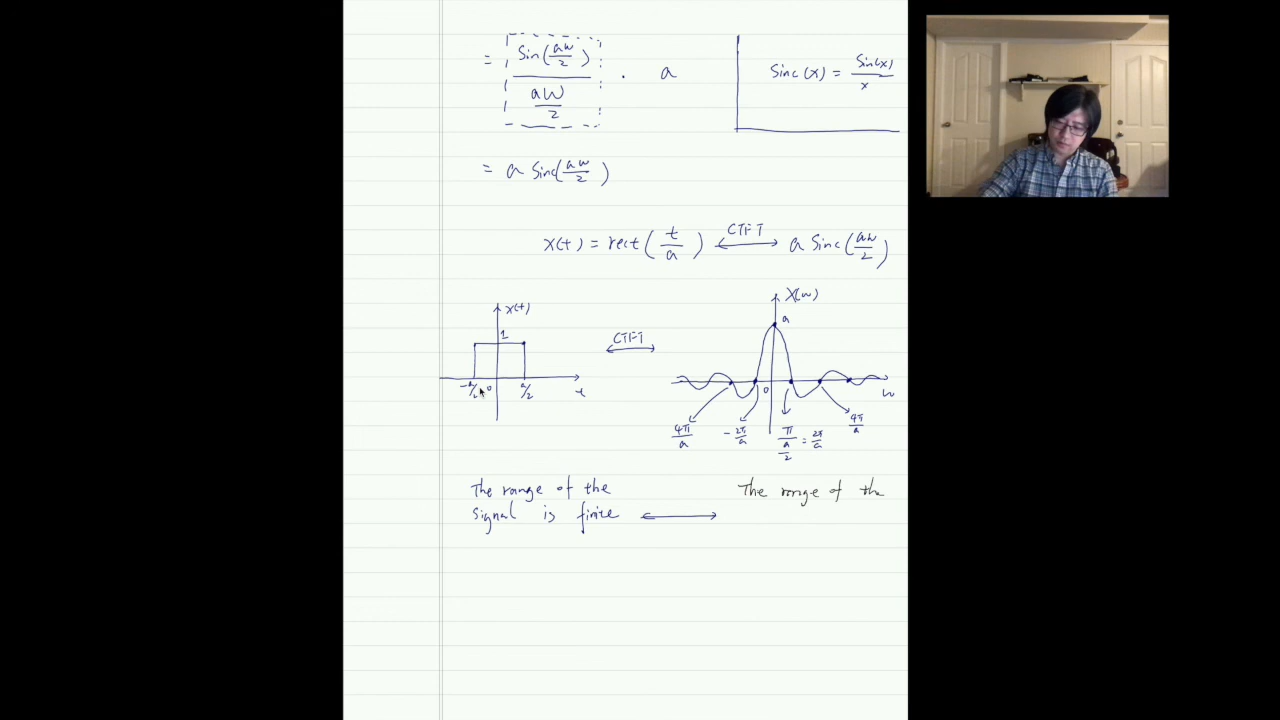 = Sin(aw/2) / (aw/2) · a
Sinc(x) = Sin(x)/x
= a Sinc(aw/2)
x(t) = rect(t/a) ⟷ CTFT a Sinc(aw/2)
x(t)
1
-a/2 0 a/2 t
CTFT
X(w)
a
0 w
4π/a -2π/a π/(a/2) = 2π/a 4π/a
The range of the
signal is finite ⟷
The range of the